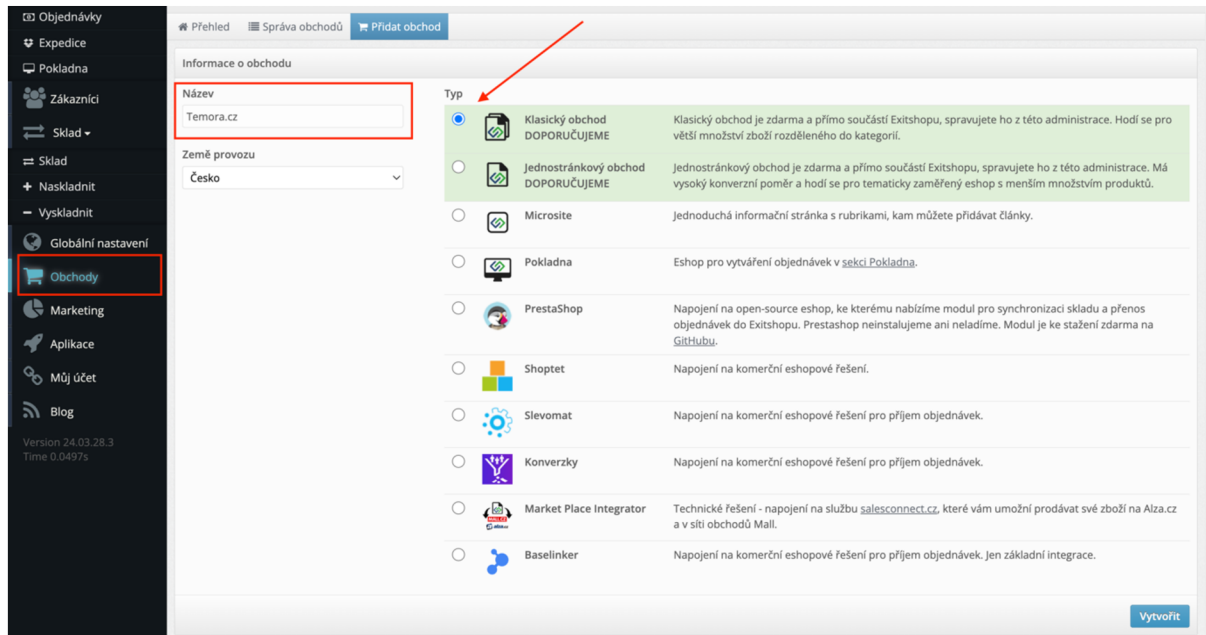 Objednávky
Expedice
Pokladna
Zákazníci
Sklad
Sklad
Naskladnit
Vyskladnit
Globální nastavení
Obchody
Marketing
Aplikace
Můj účet
Blog
Version 24.03.28.3
Time 0.0497s
Přehled Správa obchodů Přidat obchod
Informace o obchodu
Název
Temora.cz
Země provozu
Česko
Typ
Klasický obchod
DOPORUČUJEME
Klasický obchod je zdarma a přímo součástí Exitshopu, spravujete ho z této administrace. Hodí se pro
větší množství zboží rozděleného do kategorií.
Jednostránkový obchod
DOPORUČUJEME
Jednostránkový obchod je zdarma a přímo součástí Exitshopu, spravujete ho z této administrace. Má
vysoký konverzní poměr a hodí se pro tematicky zaměřený eshop s menším množstvím produktů.
Microsite
Jednoduchá informační stránka s rubrikami, kam můžete přidávat články.
Pokladna
Eshop pro vytváření objednávek v sekci Pokladna.
PrestaShop
Napojení na open-source eshop, ke kterému nabízíme modul pro synchronizaci skladu a přenos
objednávek do Exitshopu. Prestashop neinstalujeme ani neladíme. Modul je ke stažení zdarma na
GitHubu.
Shoptet
Napojení na komerční eshopové řešení.
Slevomat
Napojení na komerční eshopové řešení pro příjem objednávek.
Konverzky
Napojení na komerční eshopové řešení pro příjem objednávek.
Market Place Integrator
Technické řešení - napojení na službu salesconnect.cz, které vám umožní prodávat své zboží na Alza.cz
a v síti obchodů Mall.
Baselinker
Napojení na komerční eshopové řešení pro příjem objednávek. Jen základní integrace.
Vytvořit